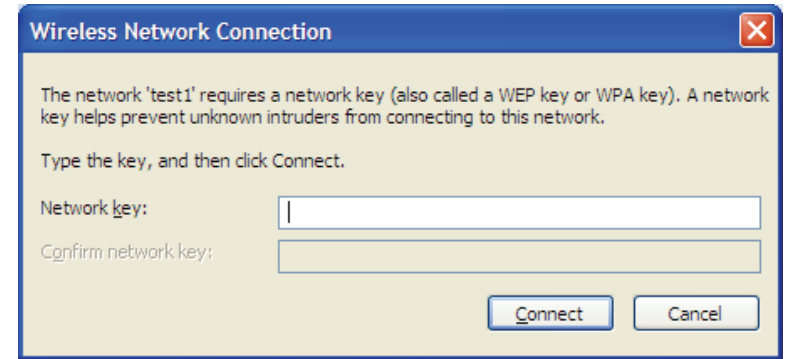 Wireless Network Connection
The network 'test1' requires a network key (also called a WEP key or WPA key). A network
key helps prevent unknown intruders from connecting to this network.
Type the key, and then click Connect.
Network key:
Confirm network key:
Connect Cancel